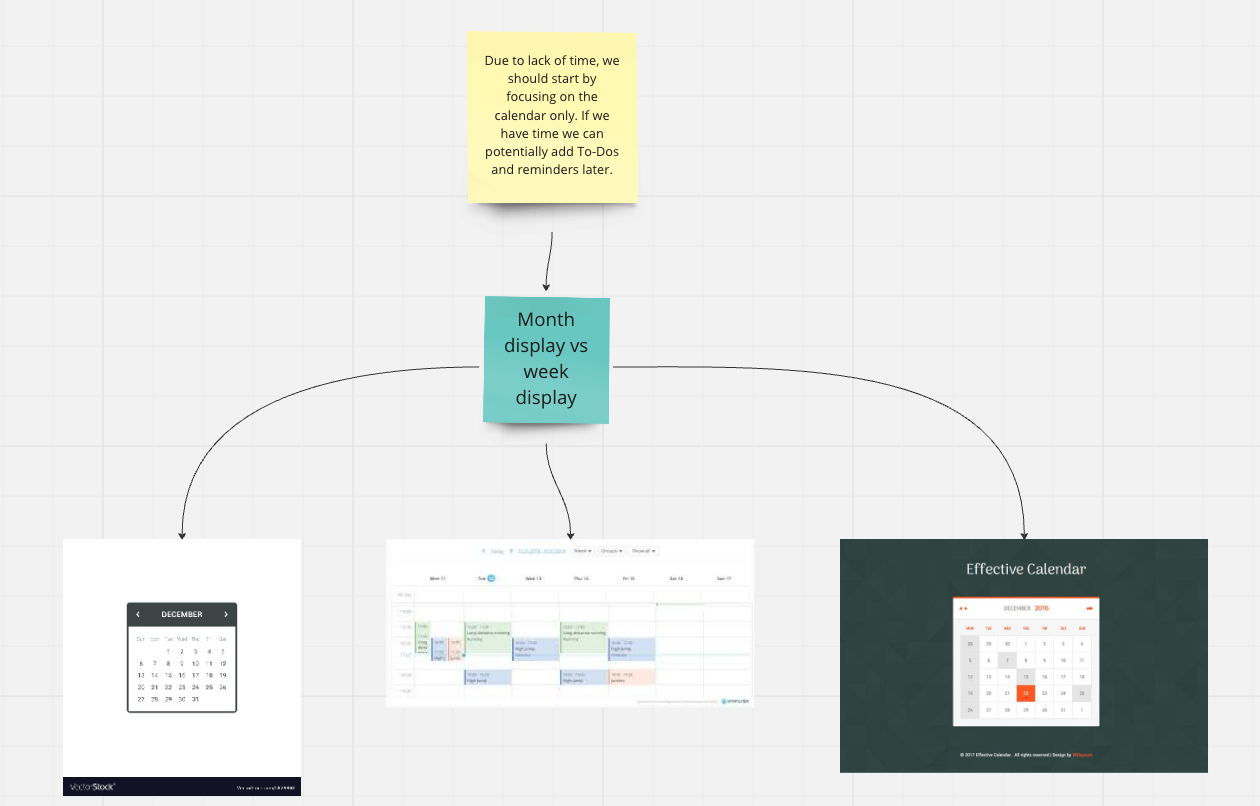 Due to lack of time, we
should start by
focusing on the
calendar only. If we
have time we can
potentially add To-Dos
and reminders later.
Month
display vs
week
display
DECEMBER
Sun Mon Tue Wed Thu Fri Sat
1 2 3 4 5
6 7 8 9 10 11 12
13 14 15 16 17 18 19
20 21 22 23 24 25 26
27 28 29 30 31
VectorStock
Today
Week Groups
Mon 11 Tue 12 Wed 13 Thu 14 Fri 15 Sat 16 Sun 17
Long distance running
Running
High Jump
Long distance running
Running
High Jump
High Jump
High Jump
Juniors
Effective Calendar
DECEMBER 2016
MON TUE WED THU FRI SAT SUN
28 29 30 1 2 3 4
5 6 7 8 9 10 11
12 13 14 15 16 17 18
19 20 21 22 23 24 25
26 27 28 29 30 31 1
© 2017 Effective Calendar . All rights reserved | Design by W3layouts